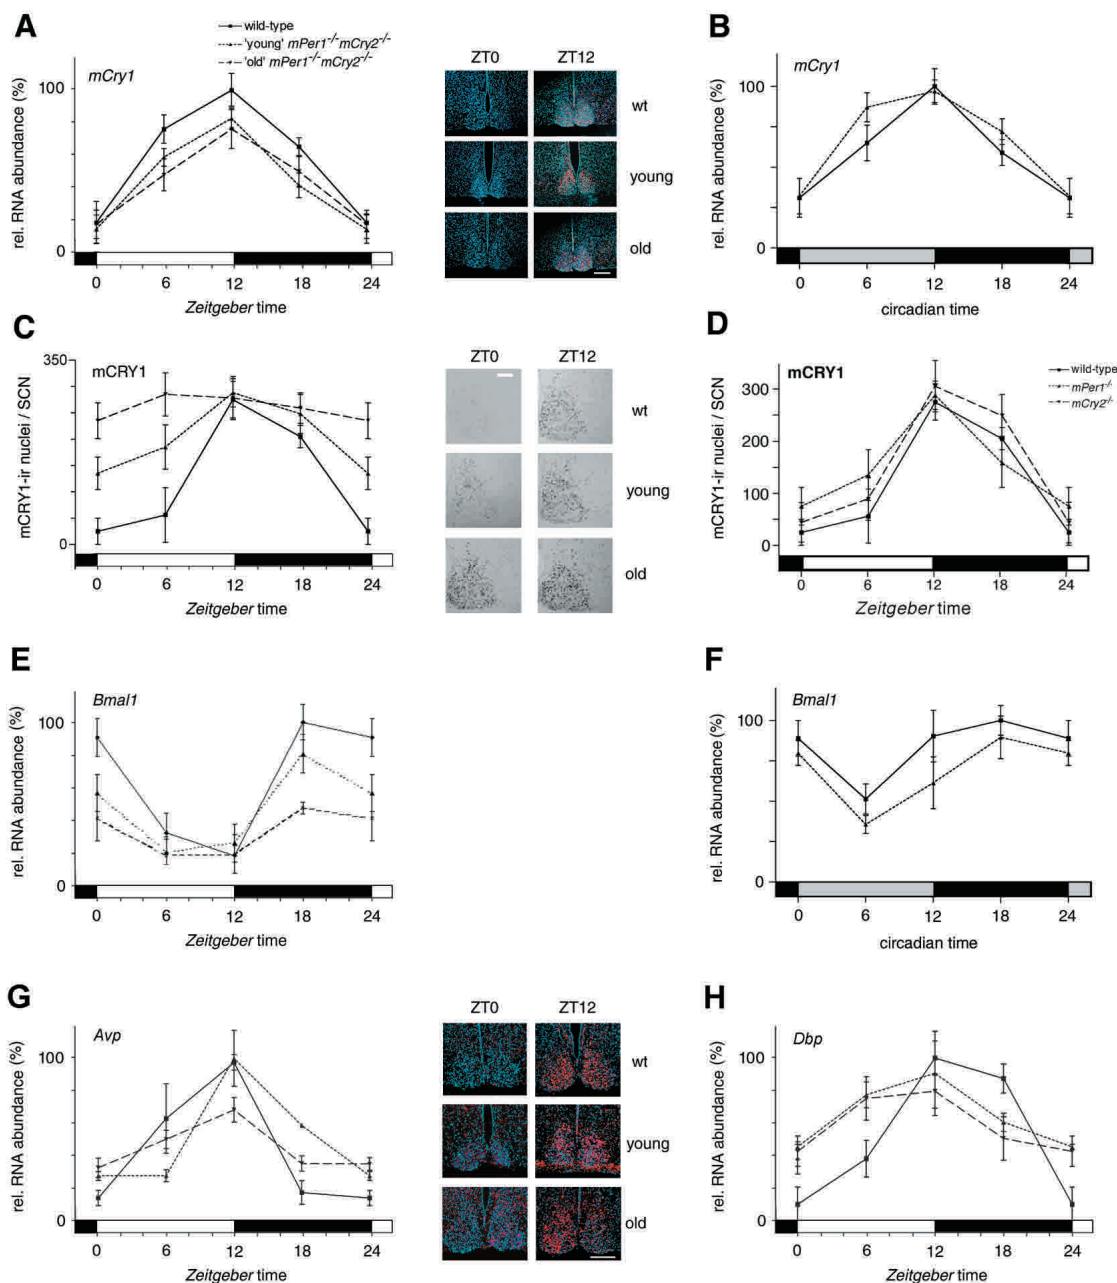 A
wild-type
'young' mPer1-/-mCry2-/-
'old' mPer1-/-mCry2-/-
mCry1
rel. RNA abundance (%)
100
0
0 6 12 18 24
Zeitgeber time
ZT0 ZT12
wt
young
old
B
mCry1
rel. RNA abundance (%)
100
0
0 6 12 18 24
circadian time
C
mCRY1
mCRY1-ir nuclei / SCN
350
0
0 6 12 18 24
Zeitgeber time
ZT0 ZT12
wt
young
old
D
mCRY1
wild-type
mPer1-/-
mCry2-/-
mCRY1-ir nuclei / SCN
300
200
100
0
0 6 12 18 24
Zeitgeber time
E
Bmal1
rel. RNA abundance (%)
100
0
0 6 12 18 24
Zeitgeber time
F
Bmal1
rel. RNA abundance (%)
100
0
0 6 12 18 24
circadian time
G
Avp
rel. RNA abundance (%)
100
0
0 6 12 18 24
Zeitgeber time
ZT0 ZT12
wt
young
old
H
Dbp
rel. RNA abundance (%)
100
0
0 6 12 18 24
Zeitgeber time